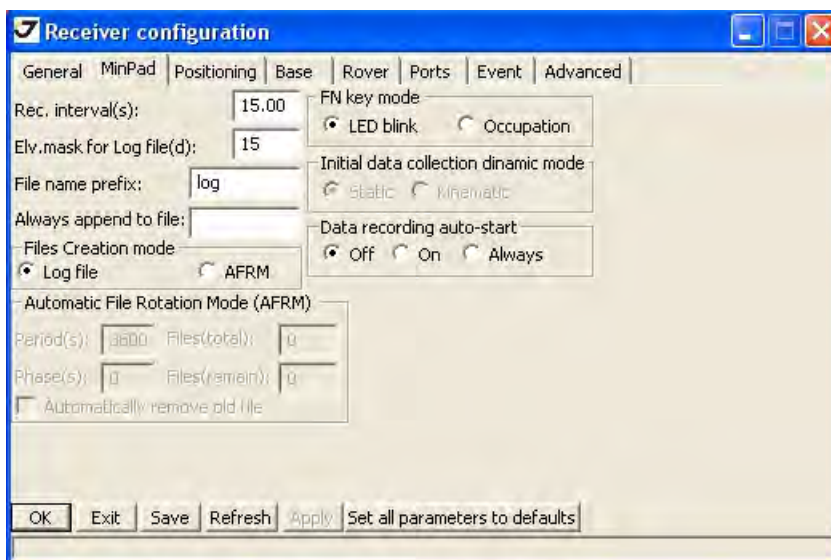 Receiver configuration
General MinPad Positioning Base Rover Ports Event Advanced
Rec. interval(s): 15.00
Elv.mask for Log file(d): 15
File name prefix: log
Always append to file:
Files Creation mode
Log file AFRM
FN key mode
LED blink Occupation
Initial data collection dinamic mode
Static Kinematic
Data recording auto-start
Off On Always
Automatic File Rotation Mode (AFRM)
Period(s): 3600 Files(total): 0
Phase(s): 0 Files(remain): 0
Automatically remove old file
OK Exit Save Refresh Apply Set all parameters to defaults